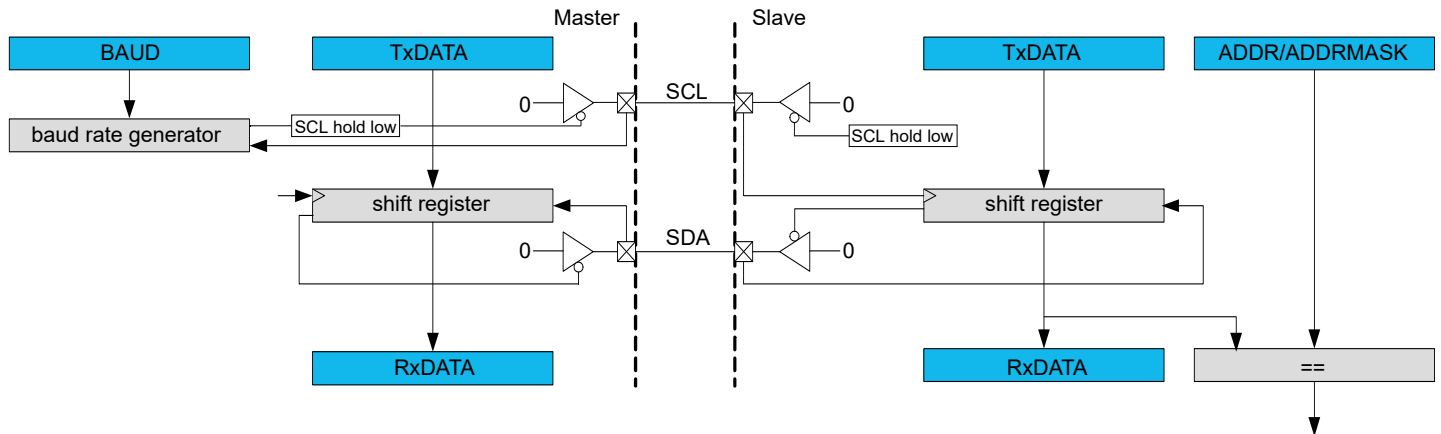 Master Slave
BAUD TxDATA TxDATA ADDR/ADDRMASK
0 SCL 0
baud rate generator SCL hold low SCL hold low
shift register shift register
0 SDA 0
RxDATA RxDATA ==